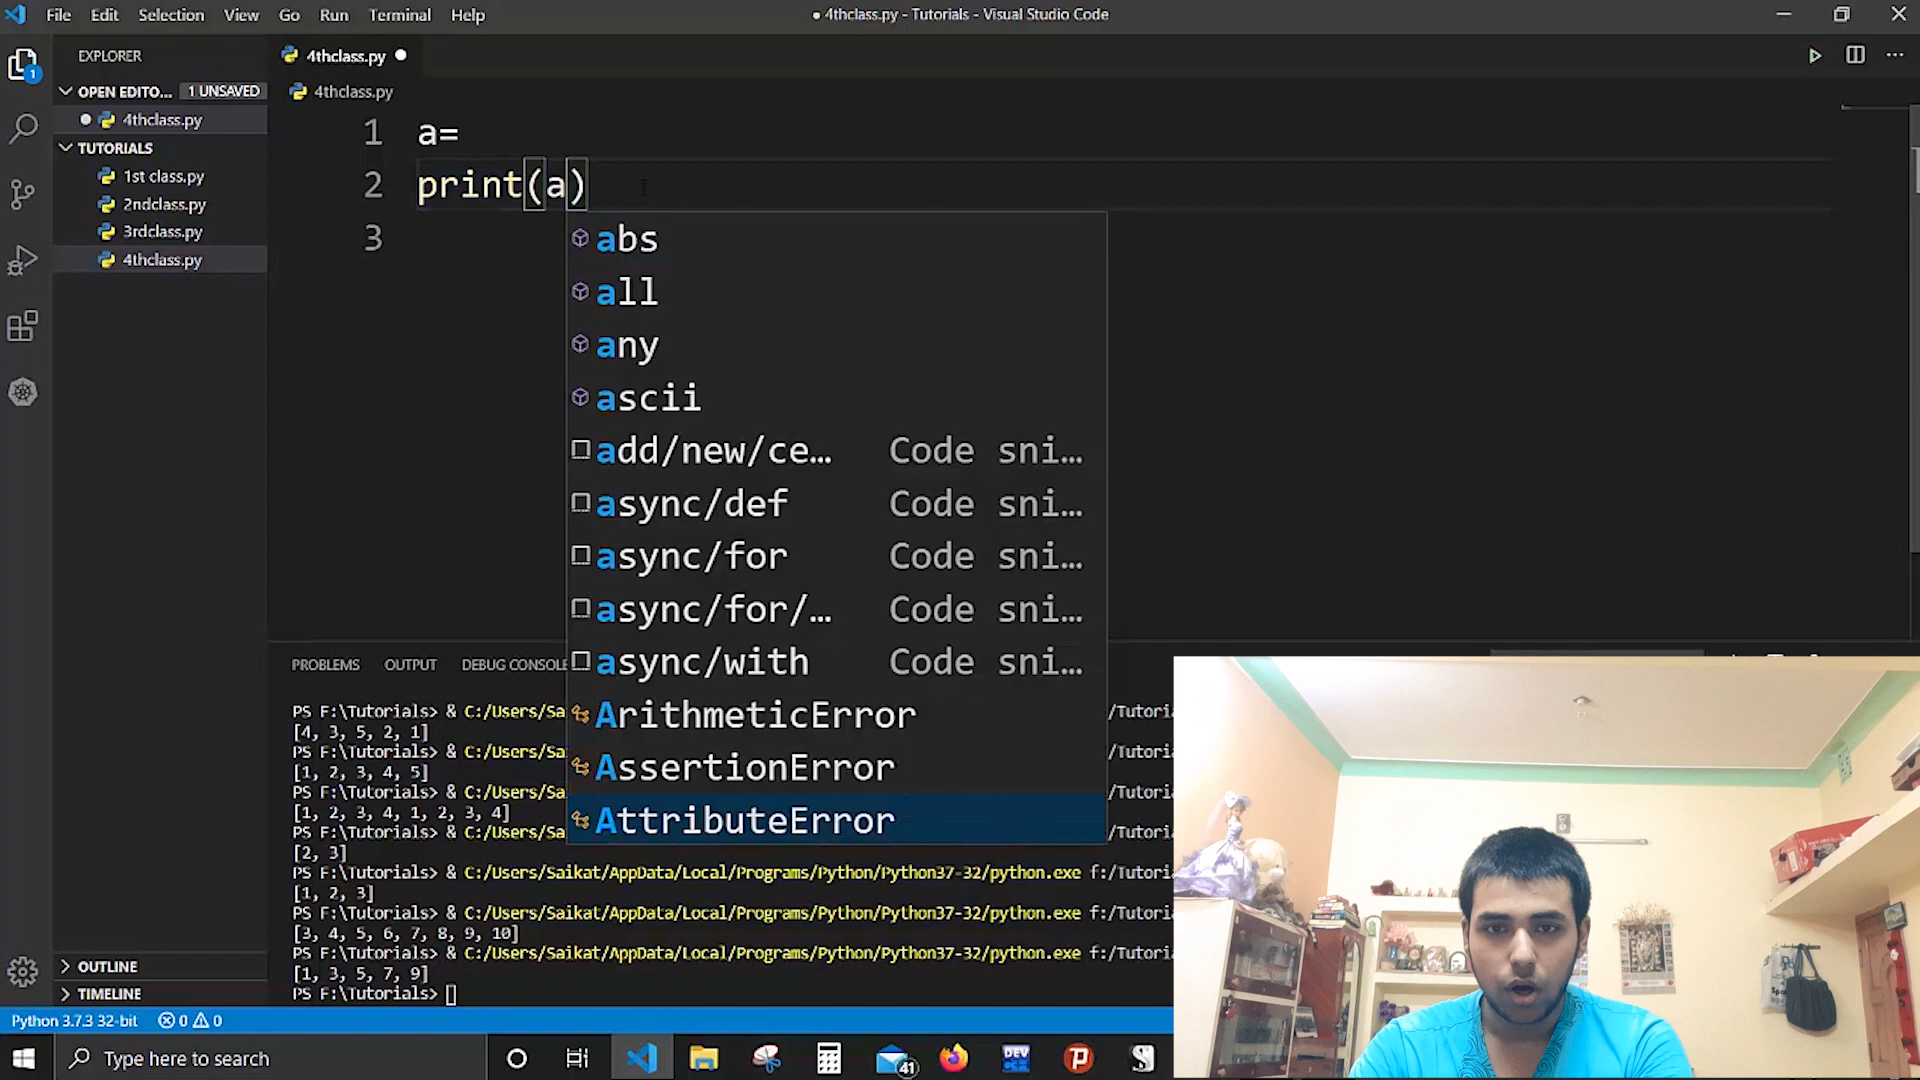 File Edit Selection View Go Run Terminal Help
● 4thclass.py - Tutorials - Visual Studio Code
EXPLORER
4thclass.py
OPEN EDITO... 1 UNSAVED
4thclass.py
4thclass.py
TUTORIALS
1st class.py
2ndclass.py
3rdclass.py
4thclass.py
1 a=
2 print(a)
3
abs
all
any
ascii
add/new/ce... Code sni...
async/def Code sni...
async/for Code sni...
async/for/... Code sni...
async/with Code sni...
ArithmeticError
AssertionError
AttributeError
PROBLEMS OUTPUT DEBUG CONSOLE
PS F:\Tutorials> & C:/Users/Sa /Tutori
[4, 3, 5, 2, 1]
PS F:\Tutorials> & C:/Users/Sa /Tutori
[1, 2, 3, 4, 5]
PS F:\Tutorials> & C:/Users/Sa /Tutori
[1, 2, 3, 4, 1, 2, 3, 4]
PS F:\Tutorials> & C:/Users/Sa /Tutori
[2, 3]
PS F:\Tutorials> & C:/Users/Saikat/AppData/Local/Programs/Python/Python37-32/python.exe f:/Tutori
[1, 2, 3]
PS F:\Tutorials> & C:/Users/Saikat/AppData/Local/Programs/Python/Python37-32/python.exe f:/Tutori
[3, 4, 5, 6, 7, 8, 9, 10]
PS F:\Tutorials> & C:/Users/Saikat/AppData/Local/Programs/Python/Python37-32/python.exe f:/Tutori
[1, 3, 5, 7, 9]
PS F:\Tutorials>
OUTLINE
TIMELINE
Python 3.7.3 32-bit 0 0
Type here to search
41
DEV